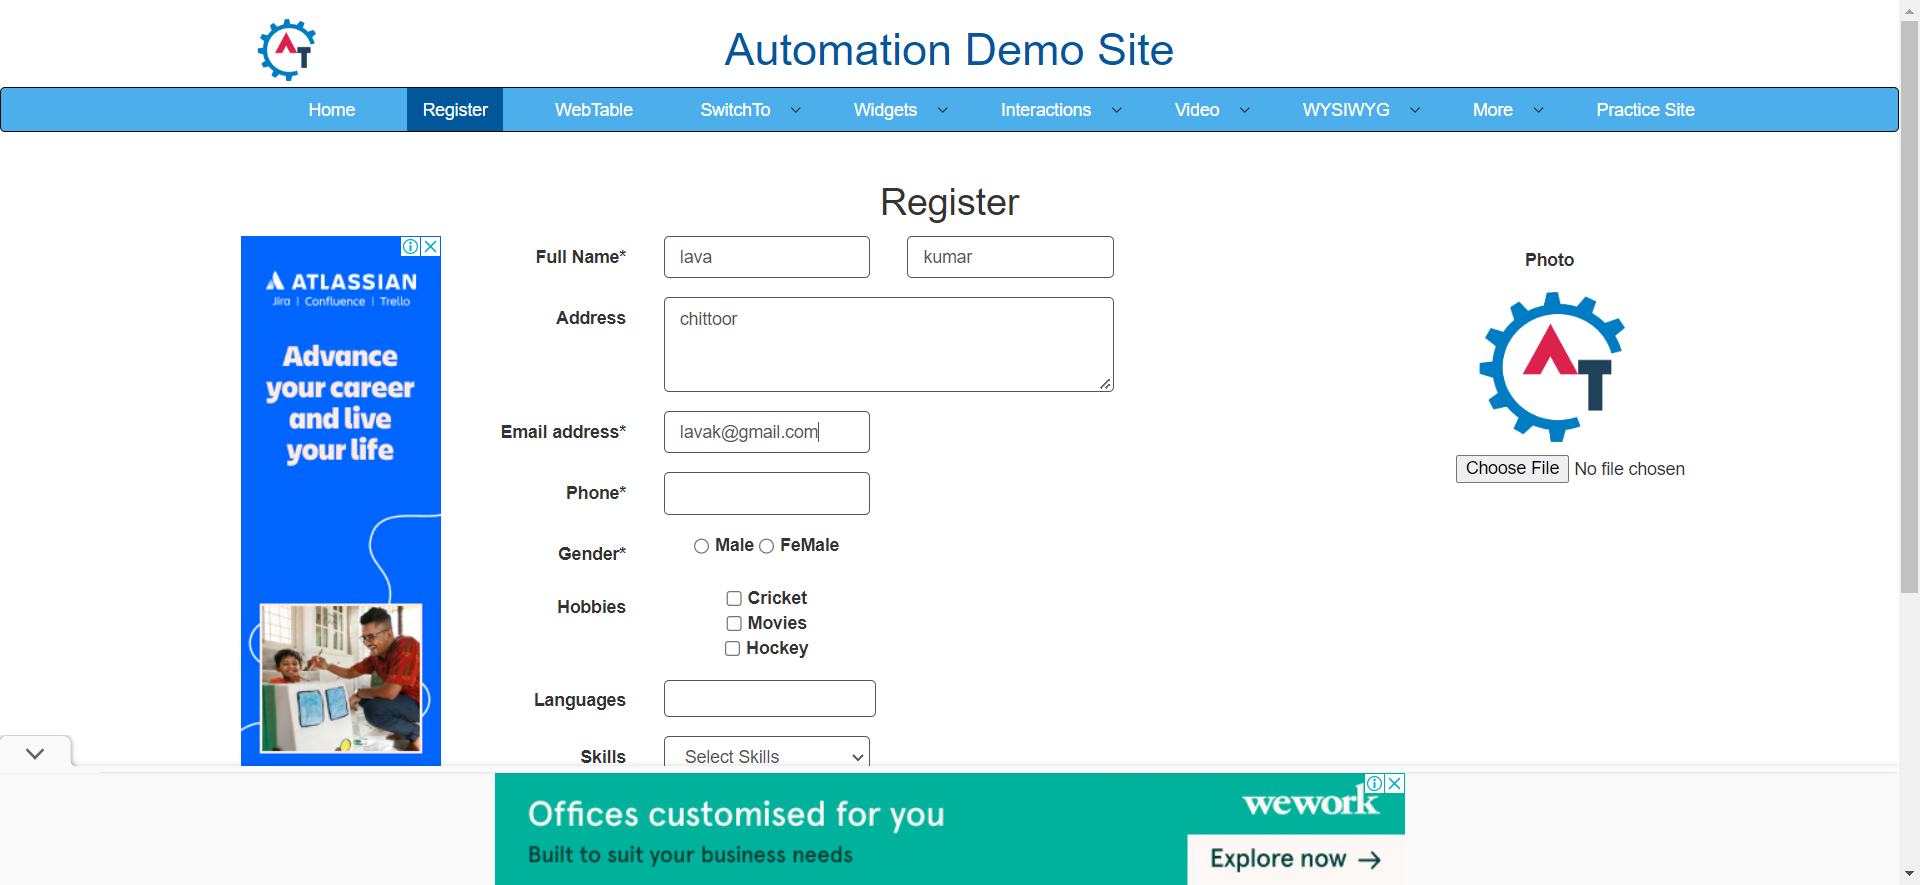 AT
Automation Demo Site
Home Register WebTable SwitchTo Widgets Interactions Video WYSIWYG More Practice Site
Register
ATLASSIAN
Jira | Confluence | Trello
Advance
your career
and live
your life
Full Name* lava kumar
Address chittoor
Email address* lavak@gmail.com
Phone*
Gender* Male FeMale
Hobbies Cricket
Movies
Hockey
Languages
Skills Select Skills
Photo
AT
Choose File No file chosen
Offices customised for you
Built to suit your business needs
wework
Explore now →